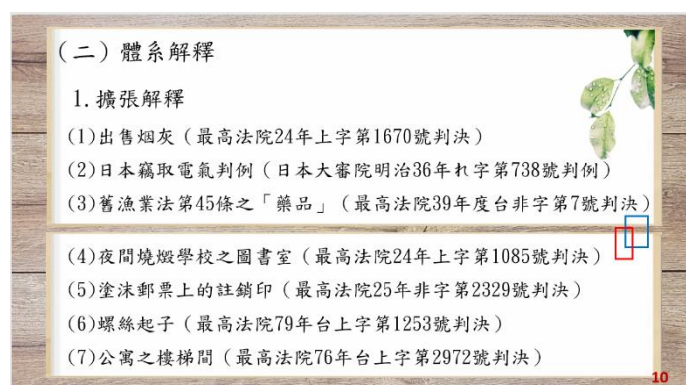 （二）體系解釋
1.擴張解釋
(1)出售烟灰（最高法院24年上字第1670號判決）
(2)日本竊取電氣判例（日本大審院明治36年れ字第738號判例）
(3)舊漁業法第45條之「藥品」（最高法院39年度台非字第7號判決）
(4)夜間燒燬學校之圖書室（最高法院24年上字第1085號判決）
(5)塗沫郵票上的註銷印（最高法院25年非字第2329號判決）
(6)螺絲起子（最高法院79年台上字第1253號判決）
(7)公寓之樓梯間（最高法院76年台上字第2972號判決）
10